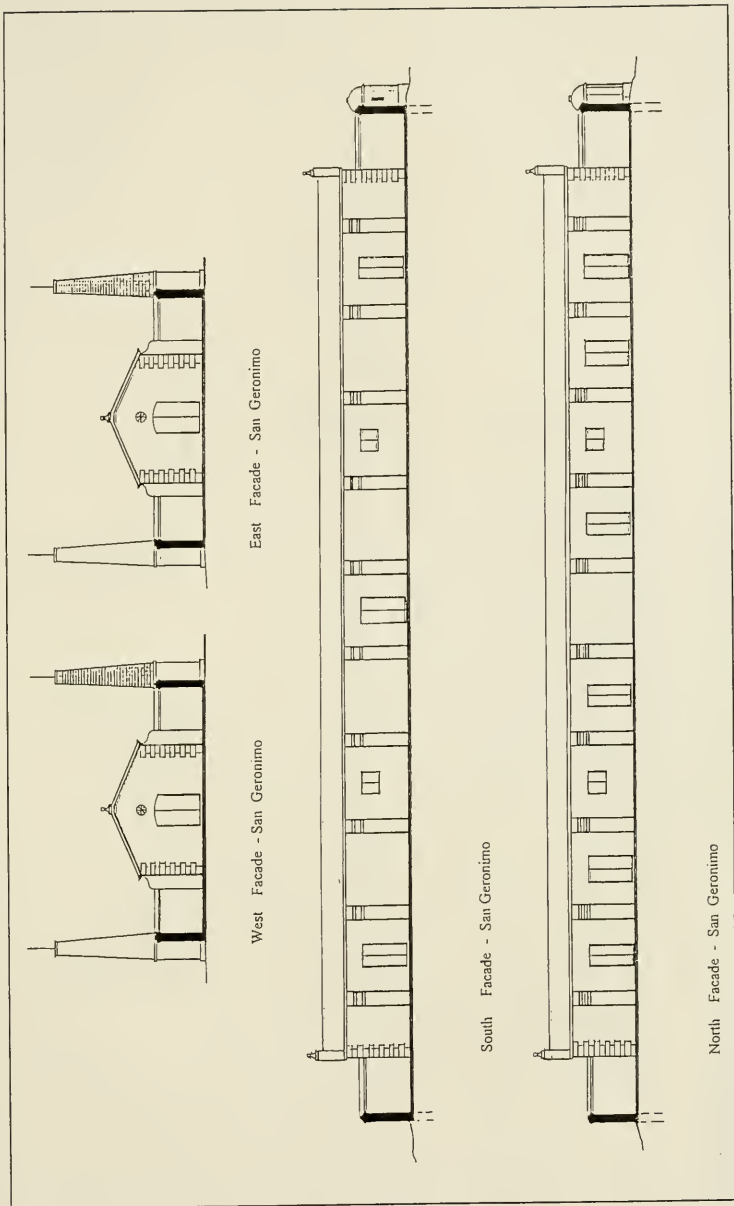 West Facade - San Geronimo
East Facade - San Geronimo
South Facade - San Geronimo
North Facade - San Geronimo